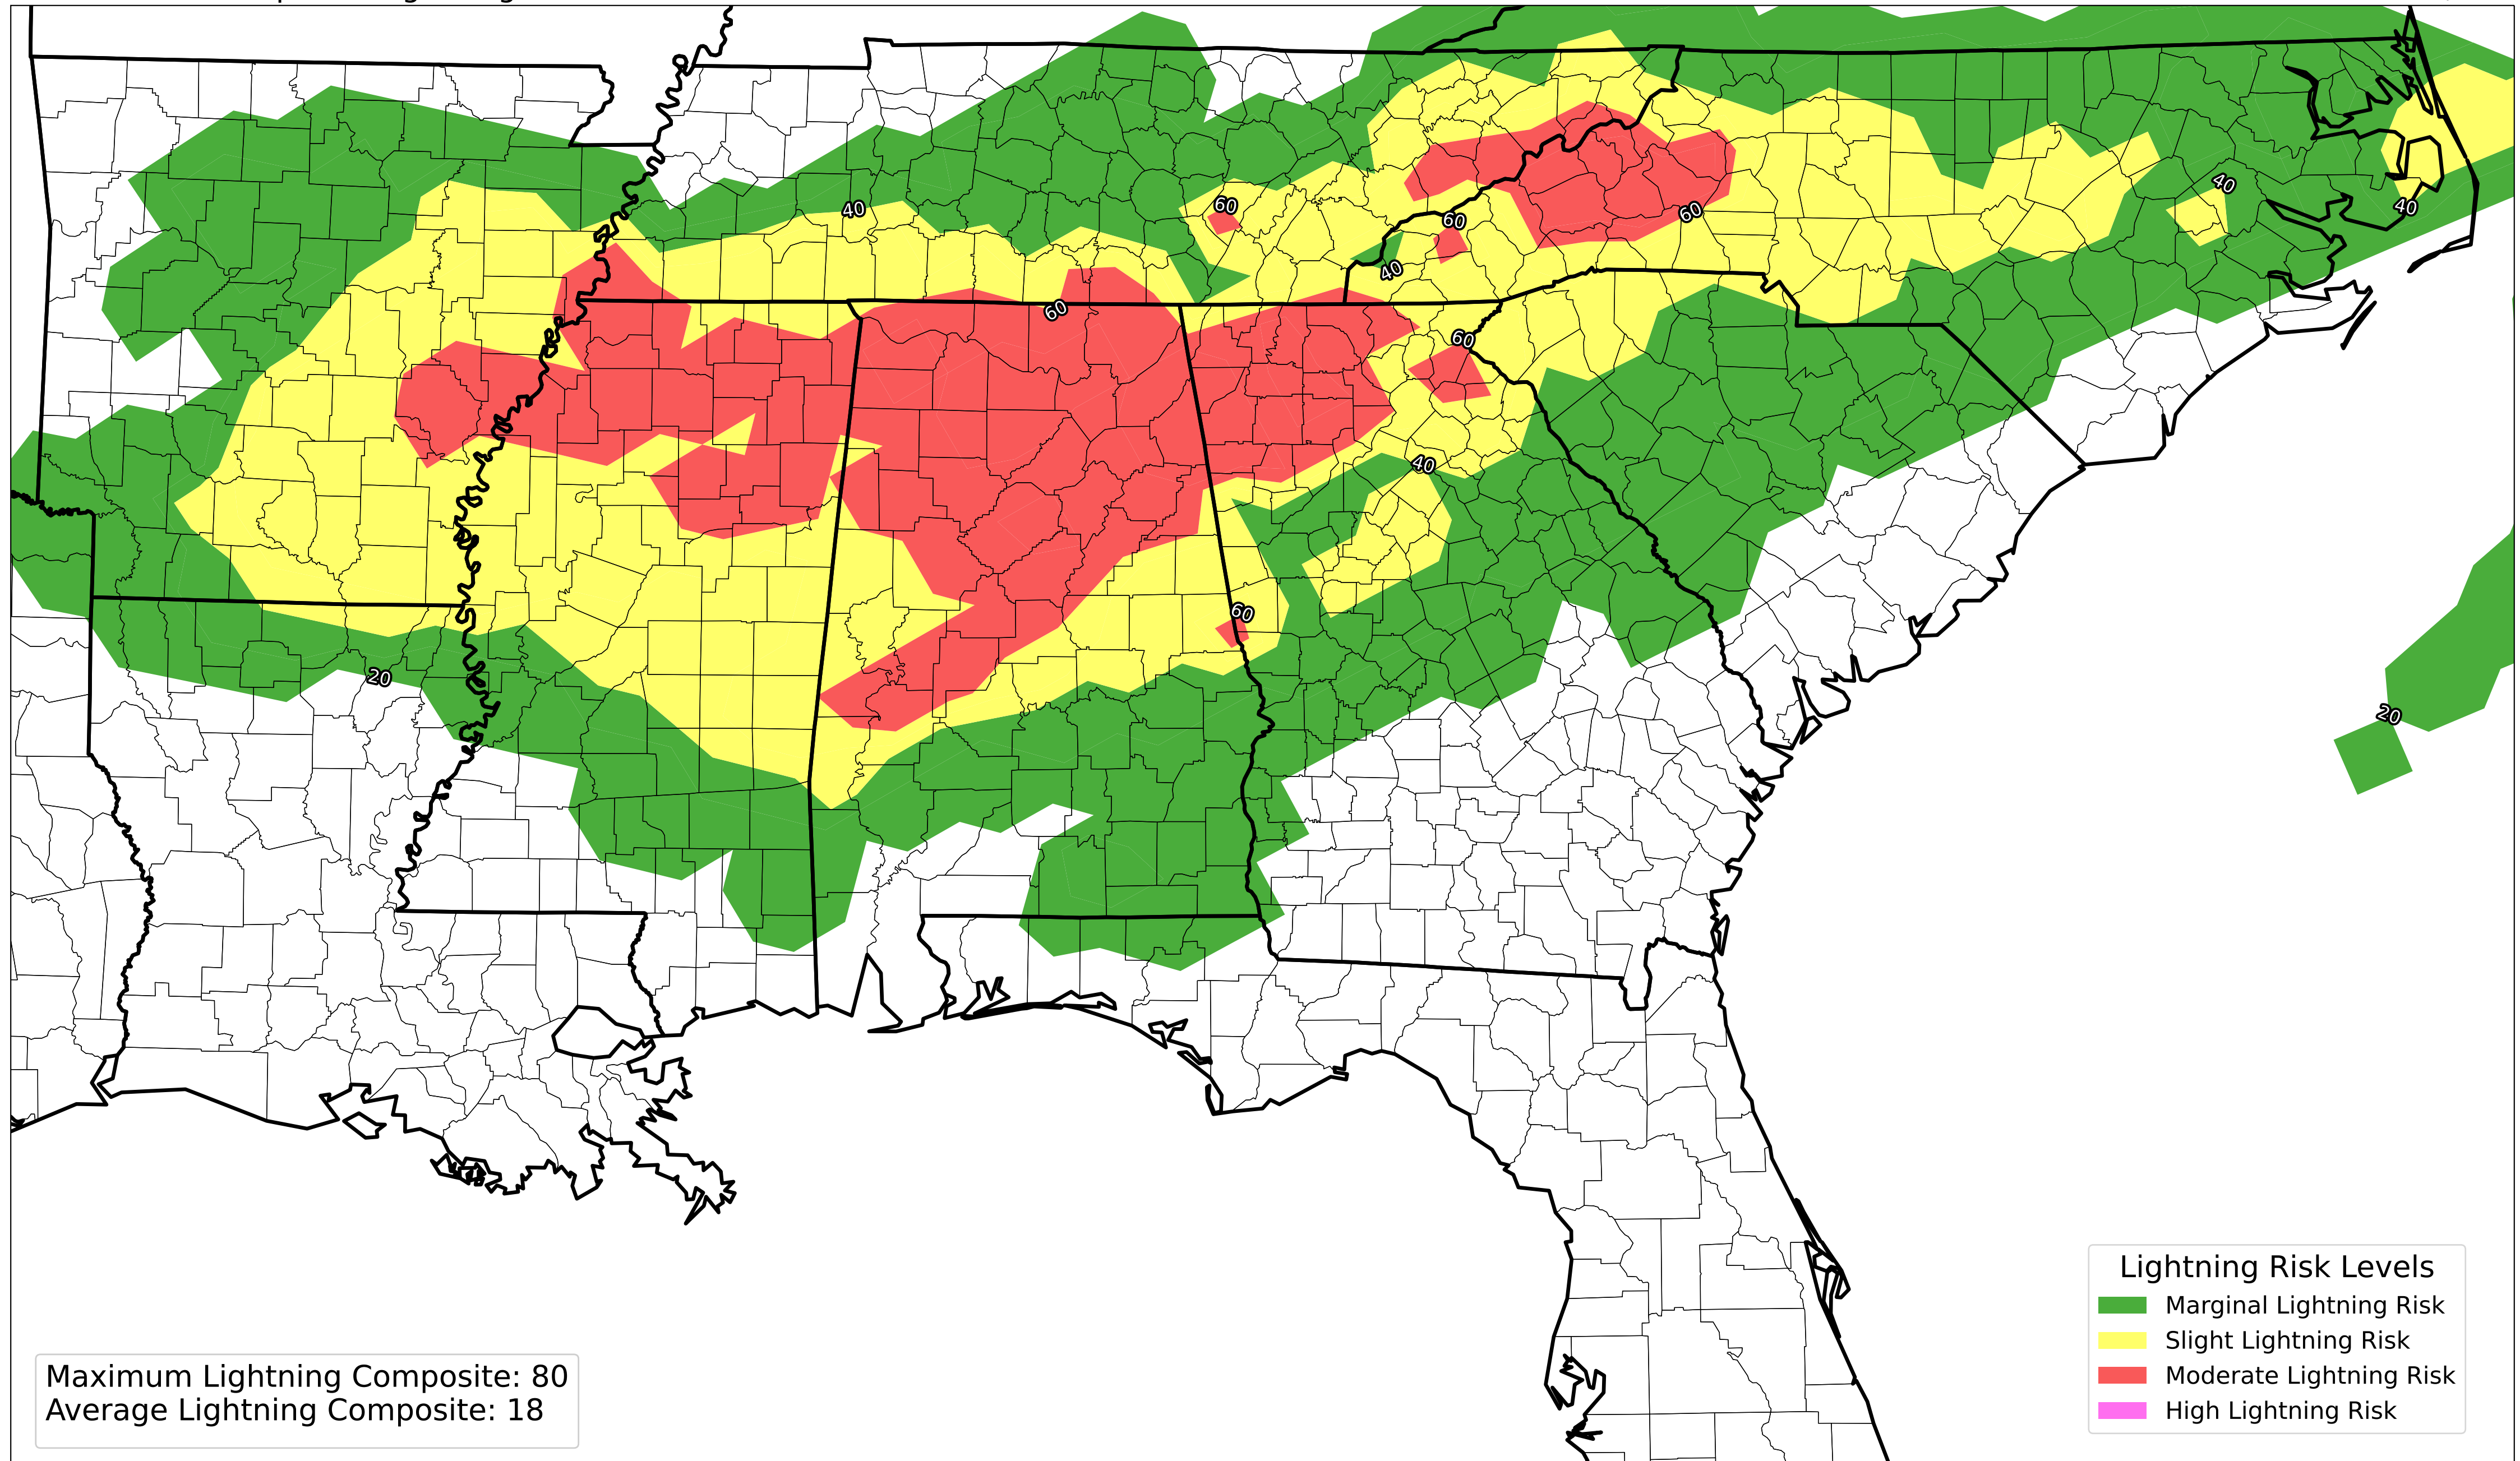 40
60
60
60
40
40
40
60
60
40
60
20
20
Lightning Risk Levels
Marginal Lightning Risk
Slight Lightning Risk
Moderate Lightning Risk
High Lightning Risk
Maximum Lightning Composite: 80
Average Lightning Composite: 18